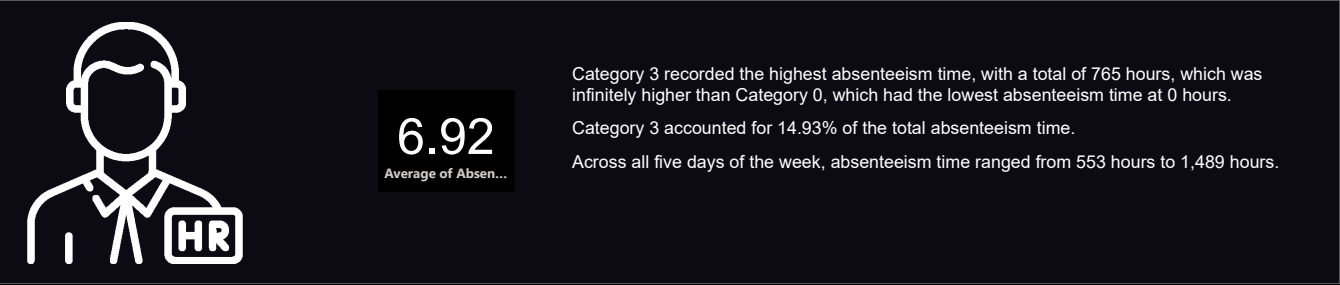 HR
6.92
Average of Absen...
Category 3 recorded the highest absenteeism time, with a total of 765 hours, which was
infinitely higher than Category 0, which had the lowest absenteeism time at 0 hours.
Category 3 accounted for 14.93% of the total absenteeism time.
Across all five days of the week, absenteeism time ranged from 553 hours to 1,489 hours.